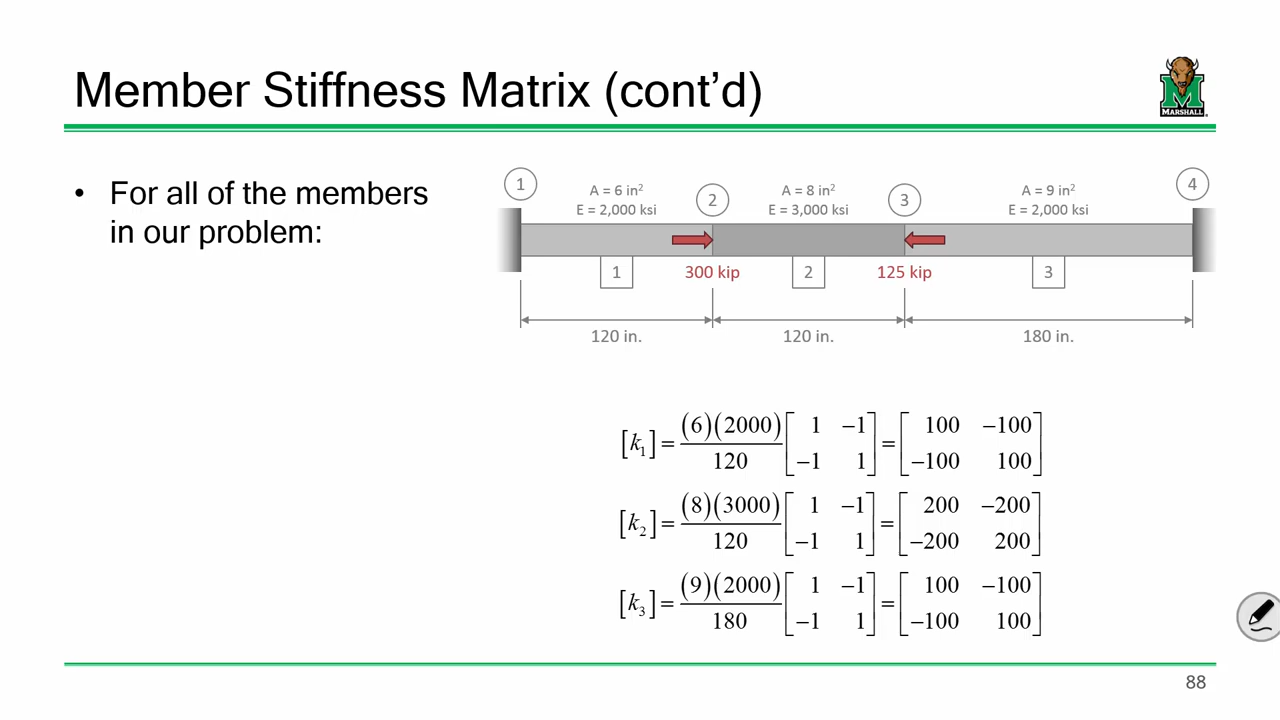 Member Stiffness Matrix (cont’d)
MARSHALL
• For all of the members
in our problem:
1 2 3 4
A = 6 in² A = 8 in² A = 9 in²
E = 2,000 ksi E = 3,000 ksi E = 2,000 ksi
1 300 kip 2 125 kip 3
120 in. 120 in. 180 in.
[k₁] = (6)(2000)/120 [1 −1; −1 1] = [100 −100; −100 100]
[k₂] = (8)(3000)/120 [1 −1; −1 1] = [200 −200; −200 200]
[k₃] = (9)(2000)/180 [1 −1; −1 1] = [100 −100; −100 100]
88